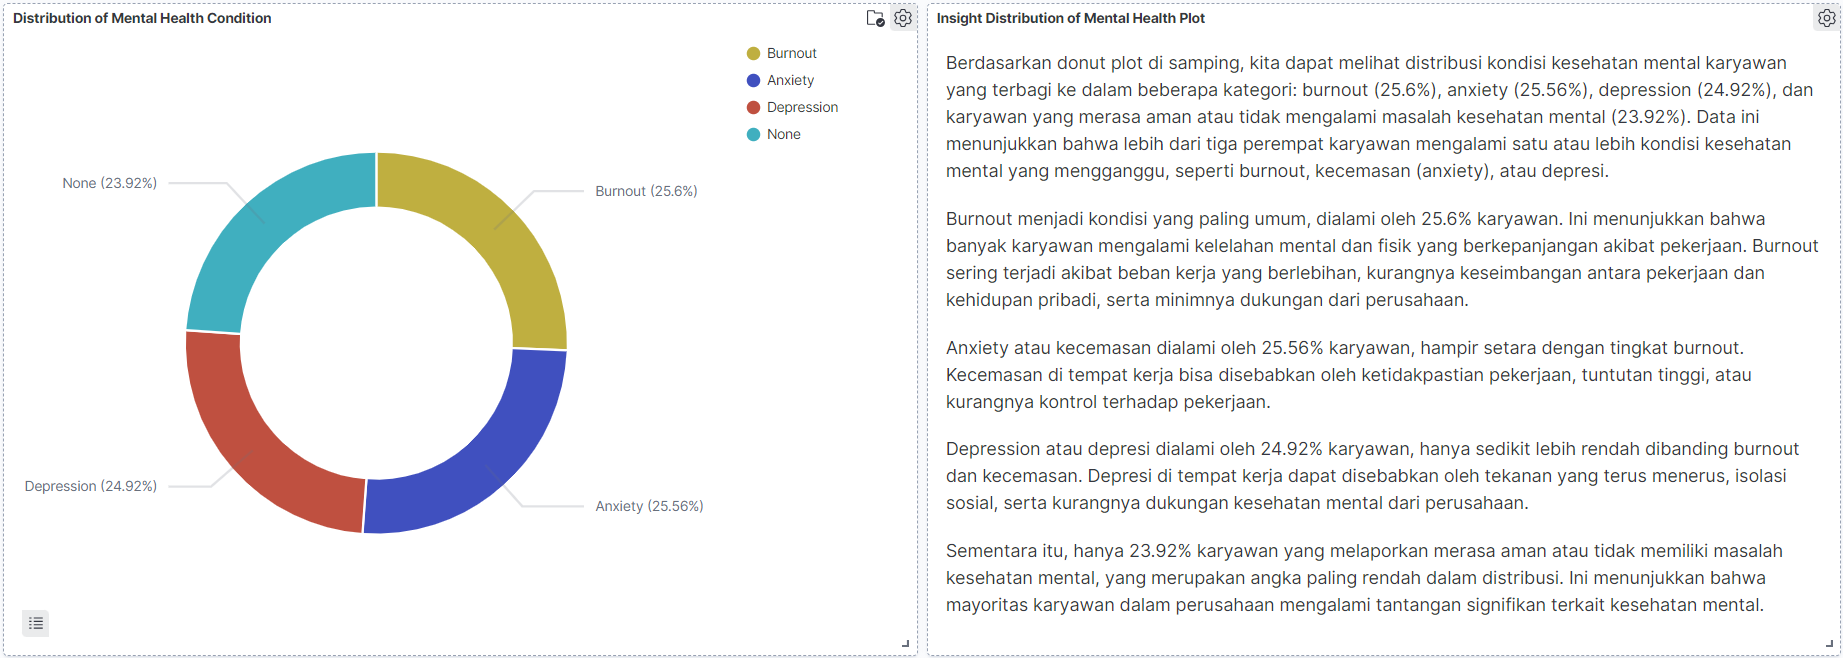 Distribution of Mental Health Condition
Burnout
Anxiety
Depression
None
None (23.92%)
Burnout (25.6%)
Depression (24.92%)
Anxiety (25.56%)
Insight Distribution of Mental Health Plot
Berdasarkan donut plot di samping, kita dapat melihat distribusi kondisi kesehatan mental karyawan
yang terbagi ke dalam beberapa kategori: burnout (25.6%), anxiety (25.56%), depression (24.92%), dan
karyawan yang merasa aman atau tidak mengalami masalah kesehatan mental (23.92%). Data ini
menunjukkan bahwa lebih dari tiga perempat karyawan mengalami satu atau lebih kondisi kesehatan
mental yang mengganggu, seperti burnout, kecemasan (anxiety), atau depresi.
Burnout menjadi kondisi yang paling umum, dialami oleh 25.6% karyawan. Ini menunjukkan bahwa
banyak karyawan mengalami kelelahan mental dan fisik yang berkepanjangan akibat pekerjaan. Burnout
sering terjadi akibat beban kerja yang berlebihan, kurangnya keseimbangan antara pekerjaan dan
kehidupan pribadi, serta minimnya dukungan dari perusahaan.
Anxiety atau kecemasan dialami oleh 25.56% karyawan, hampir setara dengan tingkat burnout.
Kecemasan di tempat kerja bisa disebabkan oleh ketidakpastian pekerjaan, tuntutan tinggi, atau
kurangnya kontrol terhadap pekerjaan.
Depression atau depresi dialami oleh 24.92% karyawan, hanya sedikit lebih rendah dibanding burnout
dan kecemasan. Depresi di tempat kerja dapat disebabkan oleh tekanan yang terus menerus, isolasi
sosial, serta kurangnya dukungan kesehatan mental dari perusahaan.
Sementara itu, hanya 23.92% karyawan yang melaporkan merasa aman atau tidak memiliki masalah
kesehatan mental, yang merupakan angka paling rendah dalam distribusi. Ini menunjukkan bahwa
mayoritas karyawan dalam perusahaan mengalami tantangan signifikan terkait kesehatan mental.